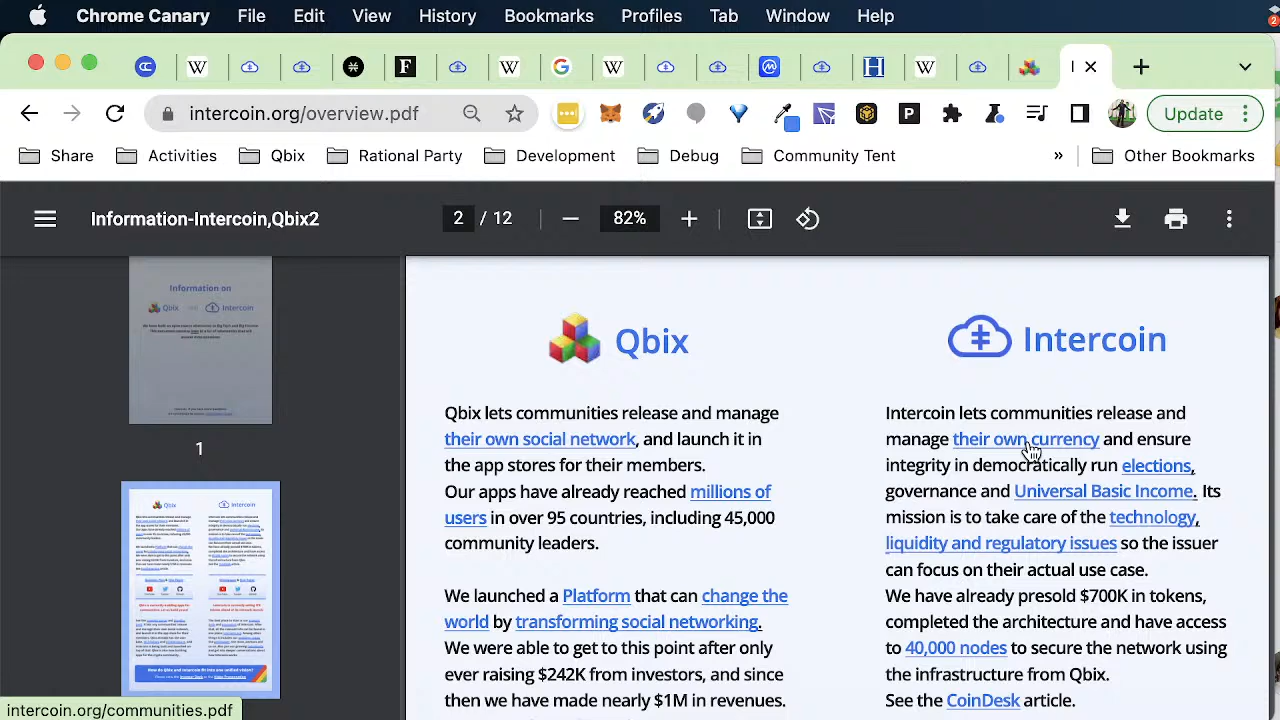 Chrome Canary File Edit View History Bookmarks Profiles Tab Window Help
2
intercoin.org/overview.pdf Update
Share Activities Qbix Rational Party Development Debug Community Tent » Other Bookmarks
Information-Intercoin,Qbix2 2 / 12 82%
Information on
Qbix Intercoin
1
Qbix Intercoin
Qbix
Qbix lets communities release and manage
their own social network, and launch it in
the app stores for their members.
Our apps have already reached millions of
users in over 95 countries, including 45,000
community leaders.
We launched a Platform that can change the
world by transforming social networking.
We were able to get to this point after only
ever raising $242K from investors, and since
then we have made nearly $1M in revenues.
Intercoin
Intercoin lets communities release and
manage their own currency and ensure
integrity in democratically run elections,
governance and Universal Basic Income. Its
mission is to take care of the technology,
liquidity and regulatory issues so the issuer
can focus on their actual use case.
We have already pre-sold $700K in tokens,
completed the architecture and have access
to 40,000 nodes to secure the network using
the infrastructure from Qbix.
See the CoinDesk article.
intercoin.org/communities.pdf